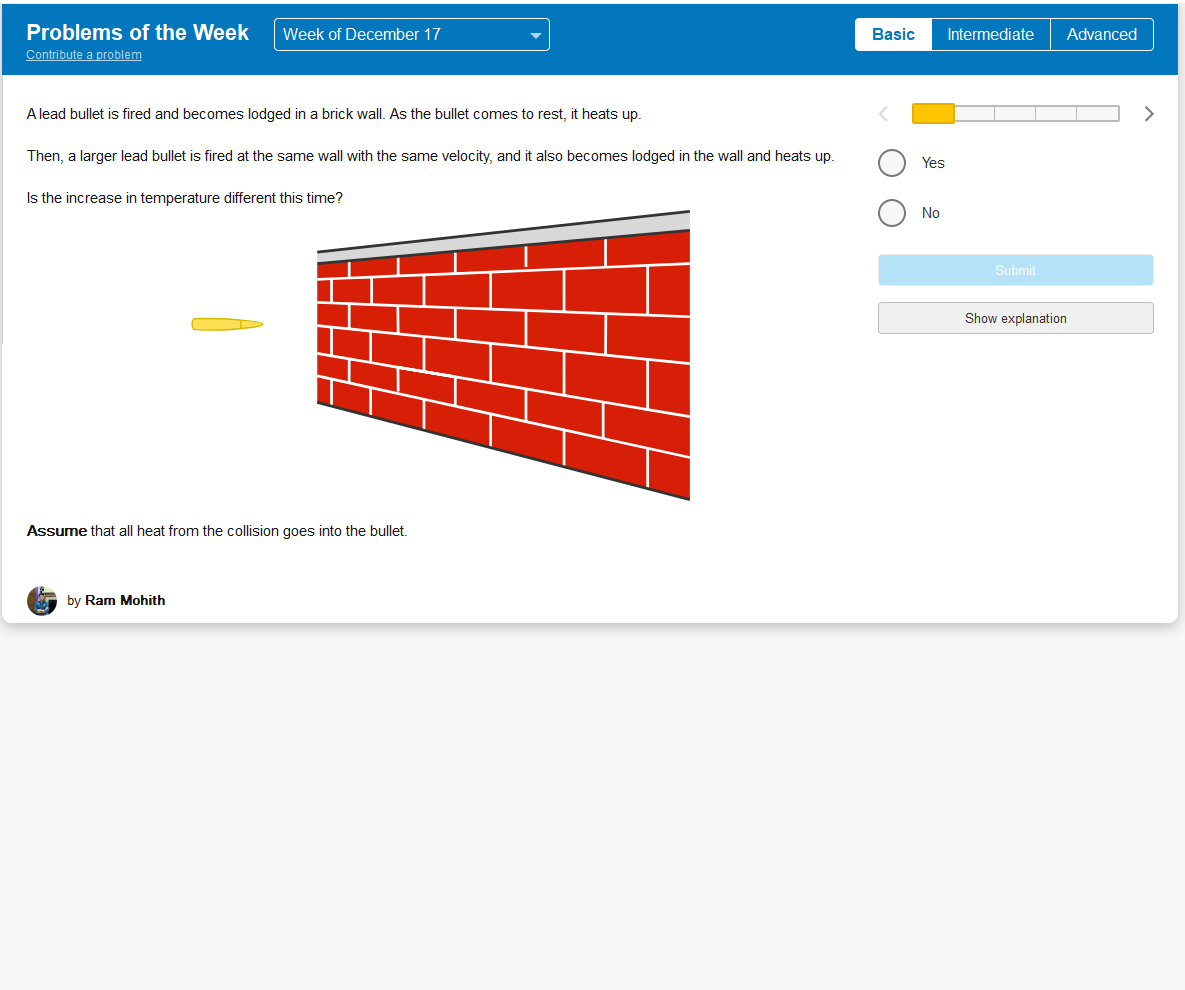 Problems of the Week
Week of December 17
Basic
Intermediate
Advanced
Contribute a problem
A lead bullet is fired and becomes lodged in a brick wall. As the bullet comes to rest, it heats up.
Then, a larger lead bullet is fired at the same wall with the same velocity, and it also becomes lodged in the wall and heats up.
Is the increase in temperature different this time?
Yes
No
Submit
Show explanation
Assume that all heat from the collision goes into the bullet.
by Ram Mohith